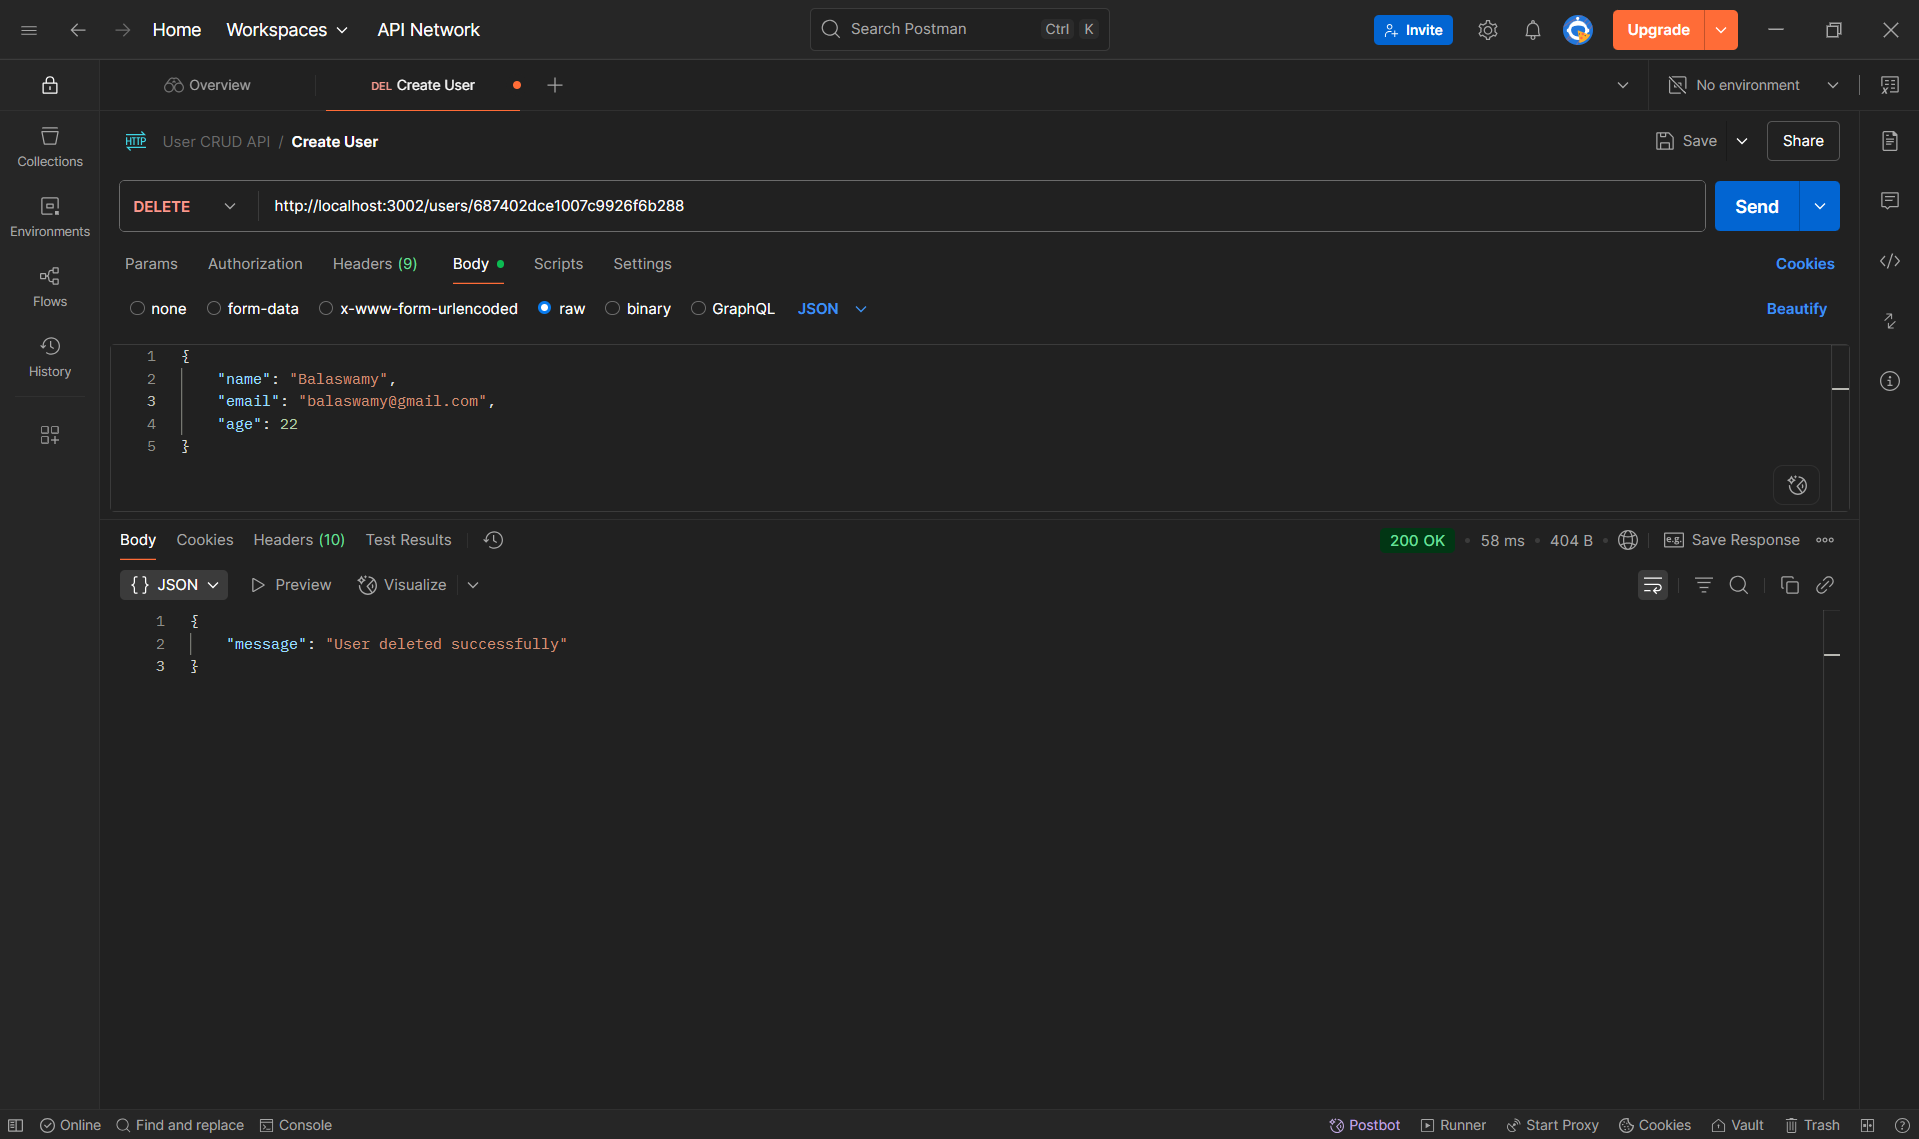 Home Workspaces API Network Search Postman Ctrl K Invite Upgrade
Overview DEL Create User No environment
HTTP User CRUD API / Create User Save Share
Collections
DELETE http://localhost:3002/users/687402dce1007c9926f6b288 Send
Environments
Params Authorization Headers (9) Body Scripts Settings Cookies
Flows
none form-data x-www-form-urlencoded raw binary GraphQL JSON Beautify
History
1 {
2 "name": "Balaswamy",
3 "email": "balaswamy@gmail.com",
4 "age": 22
5 }
Body Cookies Headers (10) Test Results 200 OK 58 ms 404 B e.g. Save Response
{} JSON Preview Visualize
1 {
2 "message": "User deleted successfully"
3 }
Online Find and replace Console Postbot Runner Start Proxy Cookies Vault Trash